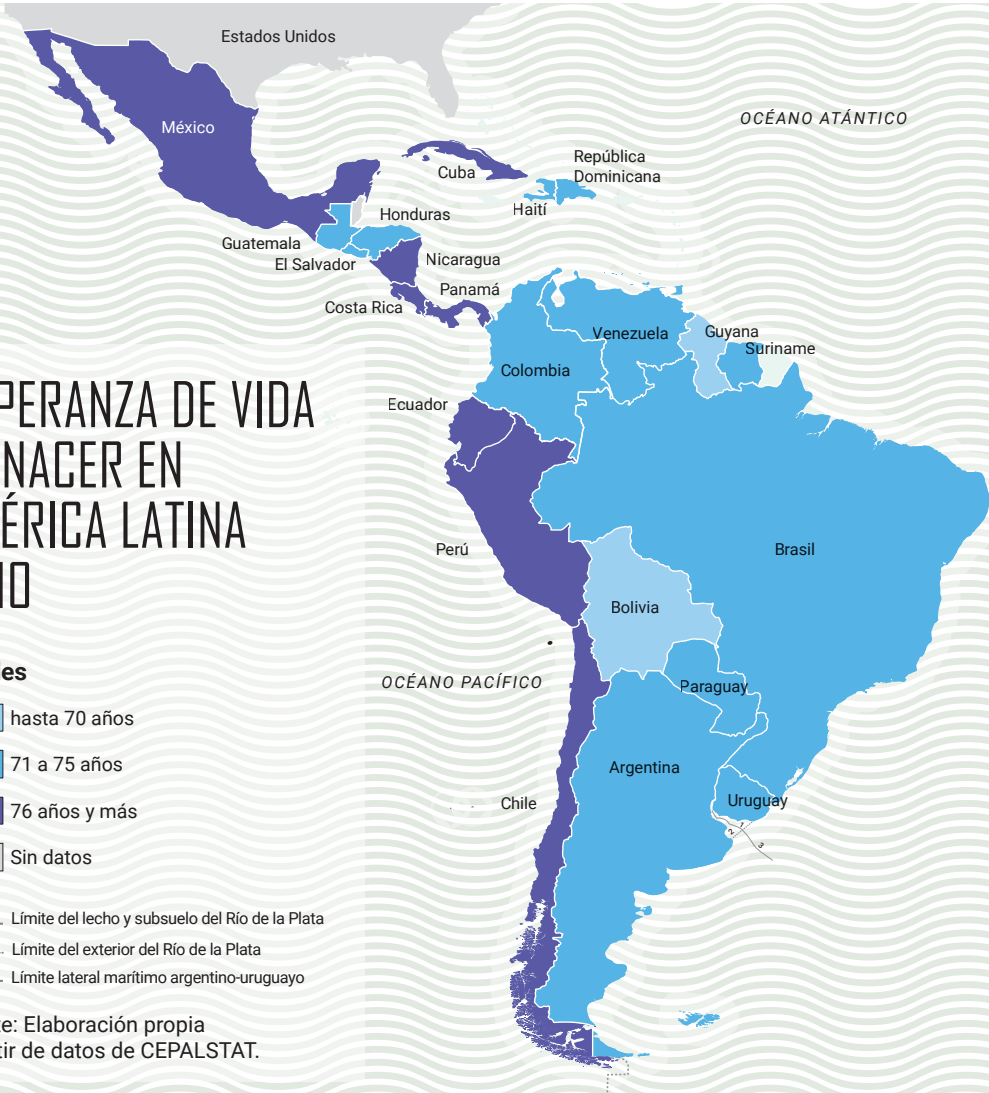 Estados Unidos
México
OCÉANO ATÁNTICO
Cuba
República
Dominicana
Haití
Honduras
Guatemala
El Salvador
Nicaragua
Panamá
Costa Rica
Venezuela
Guyana
Suriname
Colombia
Ecuador
PERANZA DE VIDA
NACER EN
ÉRICA LATINA
Perú
Brasil
Bolivia
OCÉANO PACÍFICO
Paraguay
hasta 70 años
71 a 75 años
76 años y más
Sin datos
Argentina
Chile
Uruguay
1
2
3
Límite del lecho y subsuelo del Río de la Plata
Límite del exterior del Río de la Plata
Límite lateral marítimo argentino-uruguayo
te: Elaboración propia
tir de datos de CEPALSTAT.